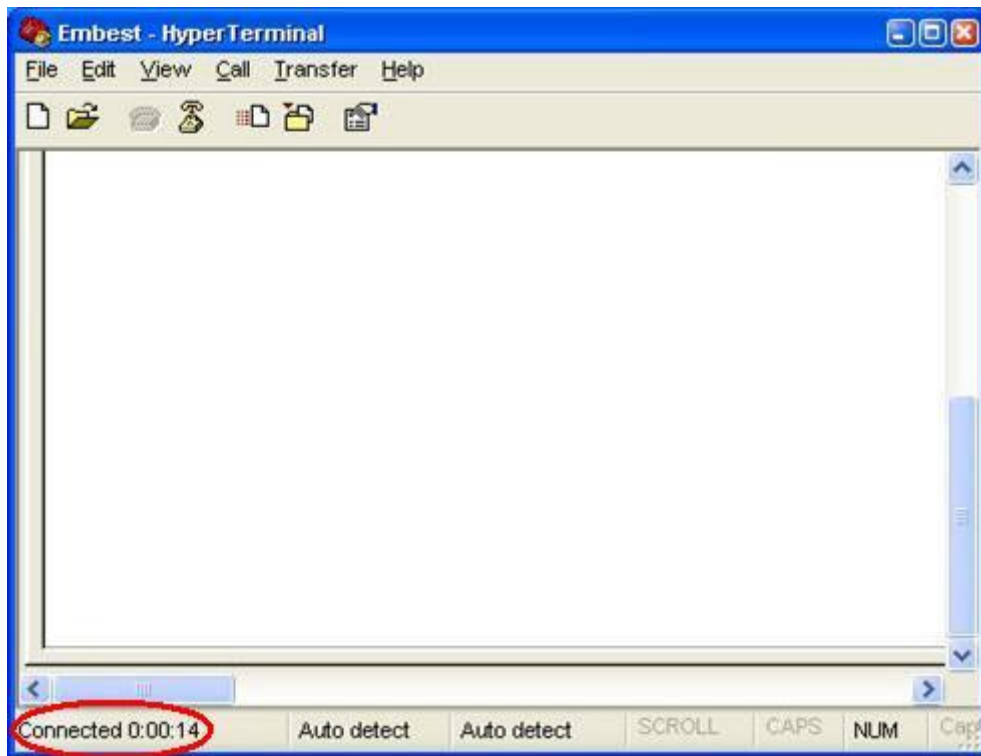 Embest - HyperTerminal
File Edit View Call Transfer Help
Connected 0:00:14 Auto detect Auto detect SCROLL CAPS NUM Cap